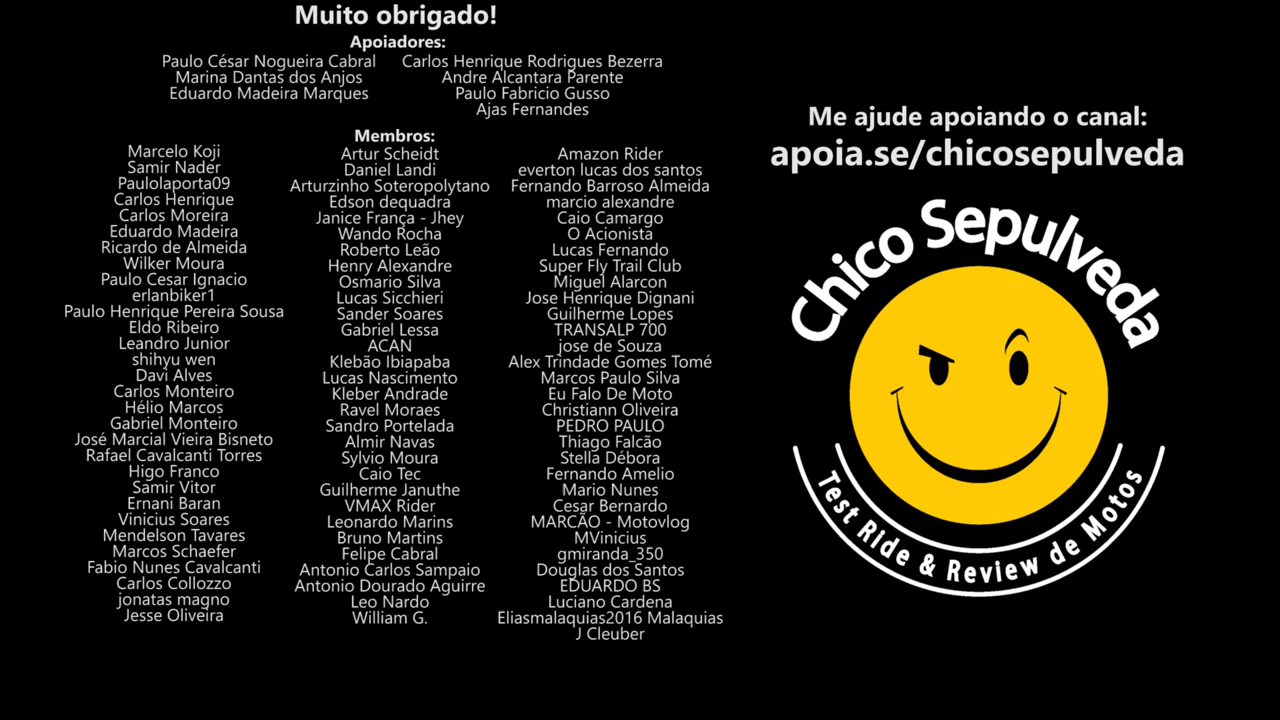 Muito obrigado!
Apoiadores:
Paulo César Nogueira Cabral
Marina Dantas dos Anjos
Eduardo Madeira Marques
Carlos Henrique Rodrigues Bezerra
Andre Alcantara Parente
Paulo Fabricio Gusso
Ajas Fernandes
Membros:
Marcelo Koji
Samir Nader
Paulolaporta09
Carlos Henrique
Carlos Moreira
Eduardo Madeira
Ricardo de Almeida
Wilker Moura
Paulo Cesar Ignacio
erlanbiker1
Paulo Henrique Pereira Sousa
Eldo Ribeiro
Leandro Junior
shihyu wen
Davi Alves
Carlos Monteiro
Hélio Marcos
Gabriel Monteiro
José Marcial Vieira Bisneto
Rafael Cavalcanti Torres
Higo Franco
Samir Vitor
Ernani Baran
Vinicius Soares
Mendelson Tavares
Marcos Schaefer
Fabio Nunes Cavalcanti
Carlos Collozzo
jonatas magno
Jesse Oliveira
Artur Scheidt
Daniel Landi
Arturzinho Soteropolytano
Edson dequadra
Janice França - Jhey
Wando Rocha
Roberto Leão
Henry Alexandre
Osmario Silva
Lucas Sicchieri
Sander Soares
Gabriel Lessa
ACAN
Klebão Ibiapaba
Lucas Nascimento
Kleber Andrade
Ravel Moraes
Sandro Portelada
Almir Navas
Sylvio Moura
Caio Tec
Guilherme Januthe
VMAX Rider
Leonardo Marins
Bruno Martins
Felipe Cabral
Antonio Carlos Sampaio
Antonio Dourado Aguirre
Leo Nardo
William G.
Amazon Rider
everton lucas dos santos
Fernando Barroso Almeida
marcio alexandre
Caio Camargo
O Acionista
Lucas Fernando
Super Fly Trail Club
Miguel Alarcon
Jose Henrique Dignani
Guilherme Lopes
TRANSALP 700
jose de Souza
Alex Trindade Gomes Tomé
Marcos Paulo Silva
Eu Falo De Moto
Christiann Oliveira
PEDRO PAULO
Thiago Falcão
Stella Débora
Fernando Amelio
Mario Nunes
Cesar Bernardo
MARCÃO - Motovlog
MVinicius
gmiranda_350
Douglas dos Santos
EDUARDO BS
Luciano Cardena
Eliasmalaquias2016 Malaquias
J Cleuber
Me ajude apoiando o canal:
apoia.se/chicosepulveda
Chico Sepulveda
Test Ride & Review de Motos